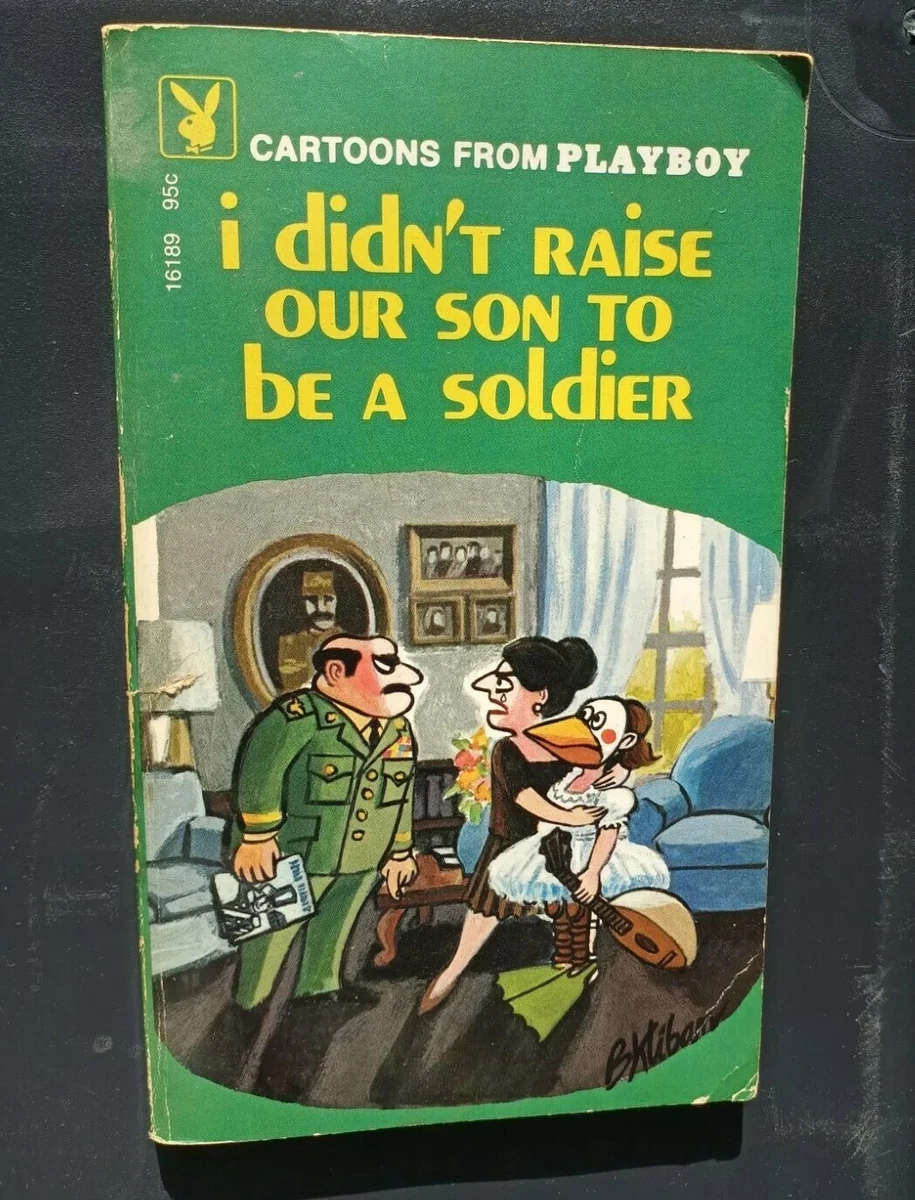 CARTOONS FROM PLAYBOY
16189 95c
i didn't RAiSE
OUR SON TO
bE A soldiER
B Kliban